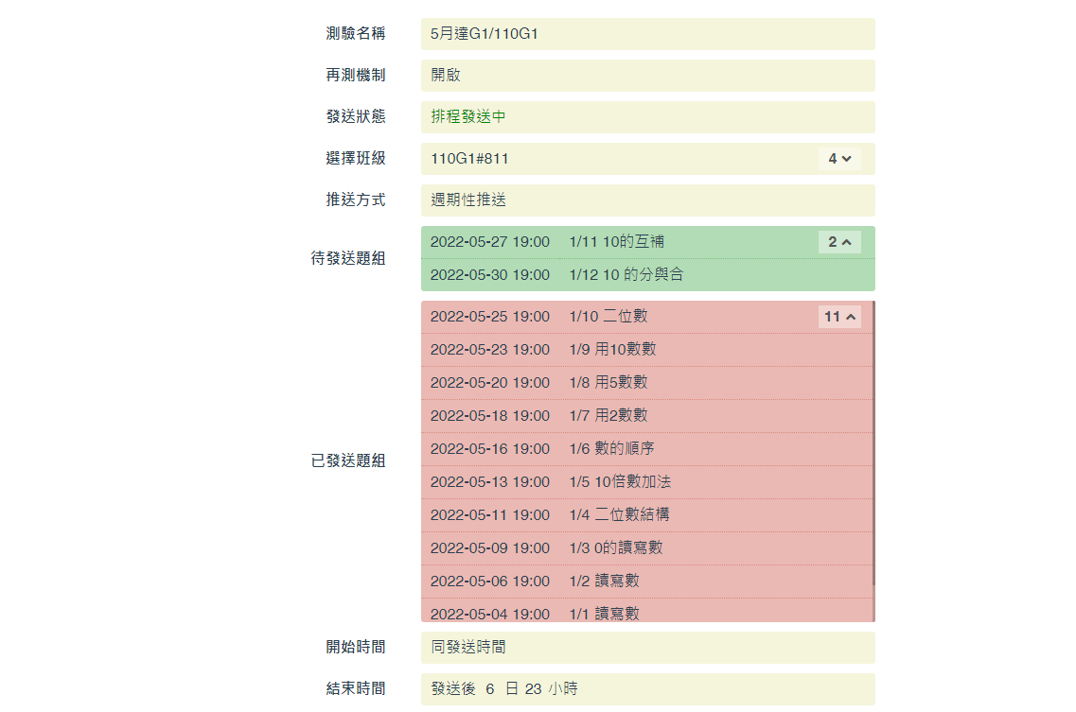 測驗名稱 5月達G1/110G1
再測機制 開啟
發送狀態 排程發送中
選擇班級 110G1#811 4
推送方式 週期性推送
待發送題組
2022-05-27 19:00 1/11 10的互補 2
2022-05-30 19:00 1/12 10 的分與合
已發送題組
2022-05-25 19:00 1/10 二位數 11
2022-05-23 19:00 1/9 用10數數
2022-05-20 19:00 1/8 用5數數
2022-05-18 19:00 1/7 用2數數
2022-05-16 19:00 1/6 數的順序
2022-05-13 19:00 1/5 10倍數加法
2022-05-11 19:00 1/4 二位數結構
2022-05-09 19:00 1/3 0的讀寫數
2022-05-06 19:00 1/2 讀寫數
2022-05-04 19:00 1/1 讀寫數
開始時間 同發送時間
結束時間 發送後 6 日 23 小時